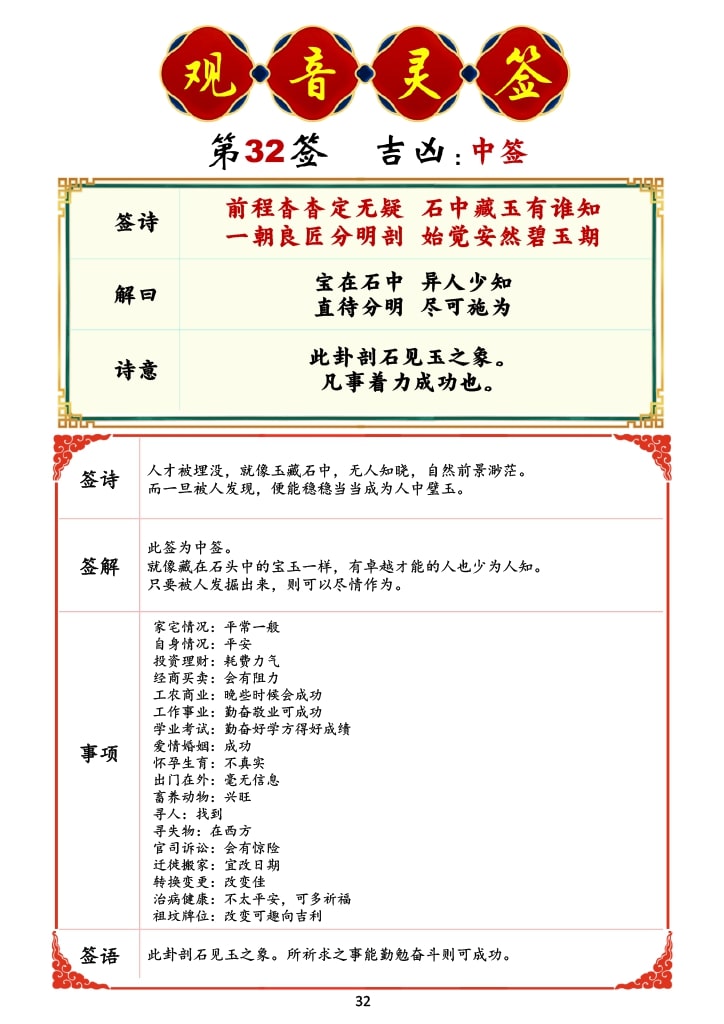 观音灵签
第32签 吉凶:中签
签诗
前程杳杳定无疑 石中藏玉有谁知
一朝良匠分明剖 始觉安然碧玉期
解曰
宝在石中 异人少知
直待分明 尽可施为
诗意
此卦剖石见玉之象。
凡事着力成功也。
签诗
人才被埋没，就像玉藏石中，无人知晓，自然前景渺茫。
而一旦被人发现，便能稳稳当当成为人中璧玉。
签解
此签为中签。
就像藏在石头中的宝玉一样，有卓越才能的人也少为人知。
只要被人发掘出来，则可以尽情作为。
事项
家宅情况：平常一般
自身情况：平安
投资理财：耗费力气
经商买卖：会有阻力
工农商业：晚些时候会成功
工作事业：勤奋敬业可成功
学业考试：勤奋好学方得好成绩
爱情婚姻：成功
怀孕生育：不真实
出门在外：毫无信息
畜养动物：兴旺
寻人：找到
寻失物：在西方
官司诉讼：会有惊险
迁徙搬家：宜改日期
转换变更：改变佳
治病健康：不太平安，可多祈福
祖坟牌位：改变可趋向吉利
签语
此卦剖石见玉之象。所祈求之事能勤勉奋斗则可成功。
32